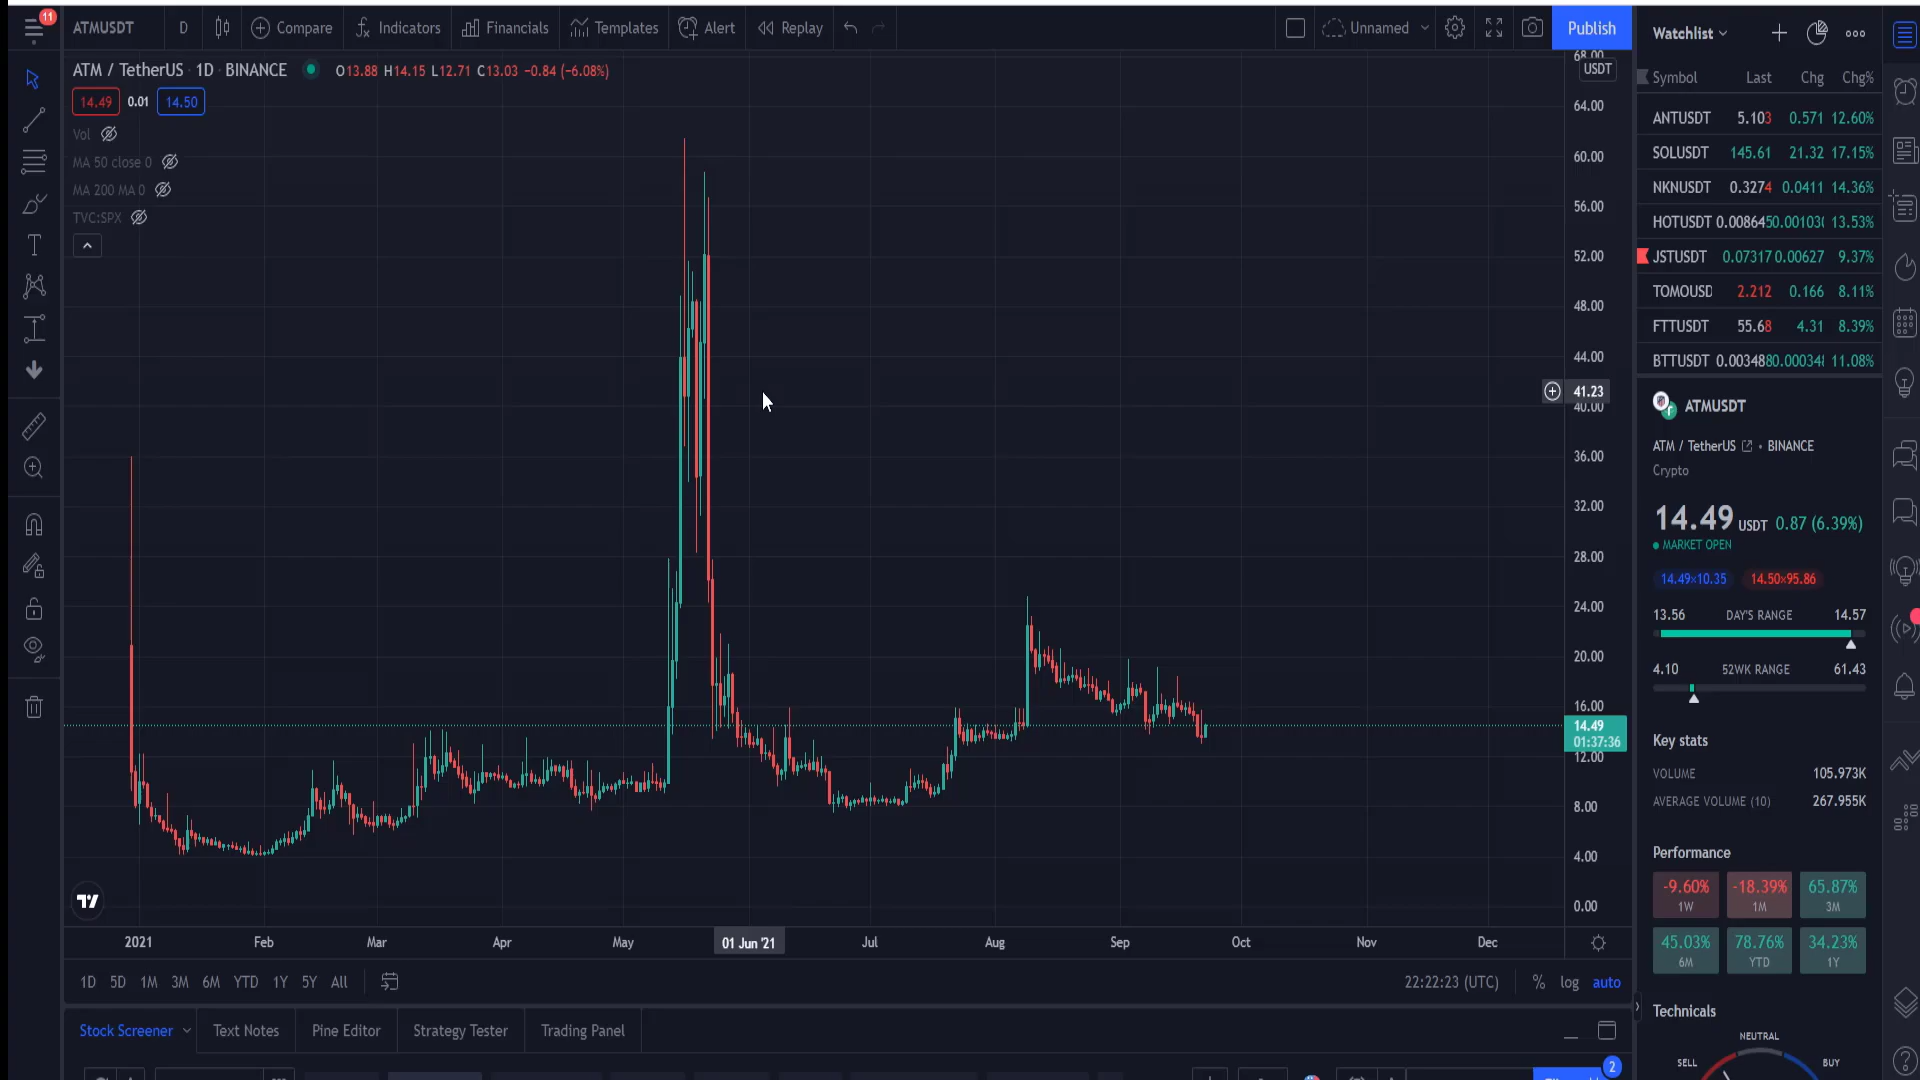 11
ATMUSDT D Compare Indicators Financials Templates Alert Replay Unnamed Publish
ATM / TetherUS · 1D · BINANCE O13.88 H14.15 L12.71 C13.03 −0.84 (−6.08%)
14.49 0.01 14.50
Vol
MA 50 close 0
MA 200 MA 0
TVC:SPX
68.00
USDT
64.00
60.00
56.00
52.00
48.00
44.00
41.23
40.00
36.00
32.00
28.00
24.00
20.00
16.00
14.49
01:37:36
12.00
8.00
4.00
0.00
2021 Feb Mar Apr May 01 Jun '21 Jul Aug Sep Oct Nov Dec
1D 5D 1M 3M 6M YTD 1Y 5Y All 22:22:23 (UTC) % log auto
Stock Screener Text Notes Pine Editor Strategy Tester Trading Panel
2
Watchlist
Symbol Last Chg Chg%
ANTUSDT 5.103 0.571 12.60%
SOLUSDT 145.61 21.32 17.15%
NKNUSDT 0.3274 0.0411 14.36%
HOTUSDT 0.008645 13.53%
JSTUSDT 0.07317 0.00627 9.37%
TOMOUSD 2.212 0.166 8.11%
FTTUSDT 55.68 4.31 8.39%
BTTUSDT 0.003488 11.08%
ATMUSDT
ATM / TetherUS • BINANCE
Crypto
14.49 USDT 0.87 (6.39%)
MARKET OPEN
14.49×10.35 14.50×95.86
13.56 DAY'S RANGE 14.57
4.10 52WK RANGE 61.43
Key stats
VOLUME 105.973K
AVERAGE VOLUME (10) 267.955K
Performance
-9.60% -18.39% 65.87%
1W 1M 3M
45.03% 78.76% 34.23%
6M YTD 1Y
Technicals
NEUTRAL
SELL BUY